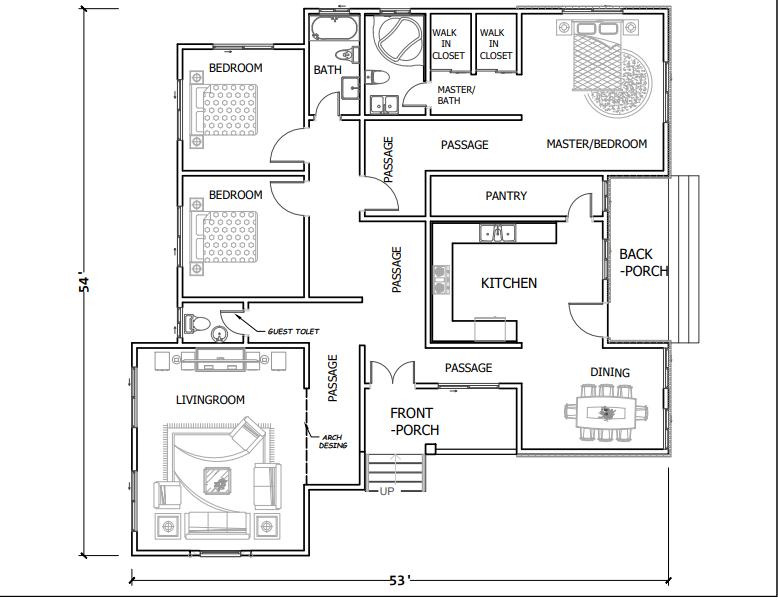 WALK
IN
CLOSET
WALK
IN
CLOSET
BEDROOM
BATH
MASTER/
BATH
PASSAGE
PASSAGE
MASTER/BEDROOM
BEDROOM
PANTRY
PASSAGE
BACK
-PORCH
KITCHEN
54'
GUEST TOLET
PASSAGE
PASSAGE
DINING
LIVINGROOM
FRONT
-PORCH
ARCH
DESING
UP
53'